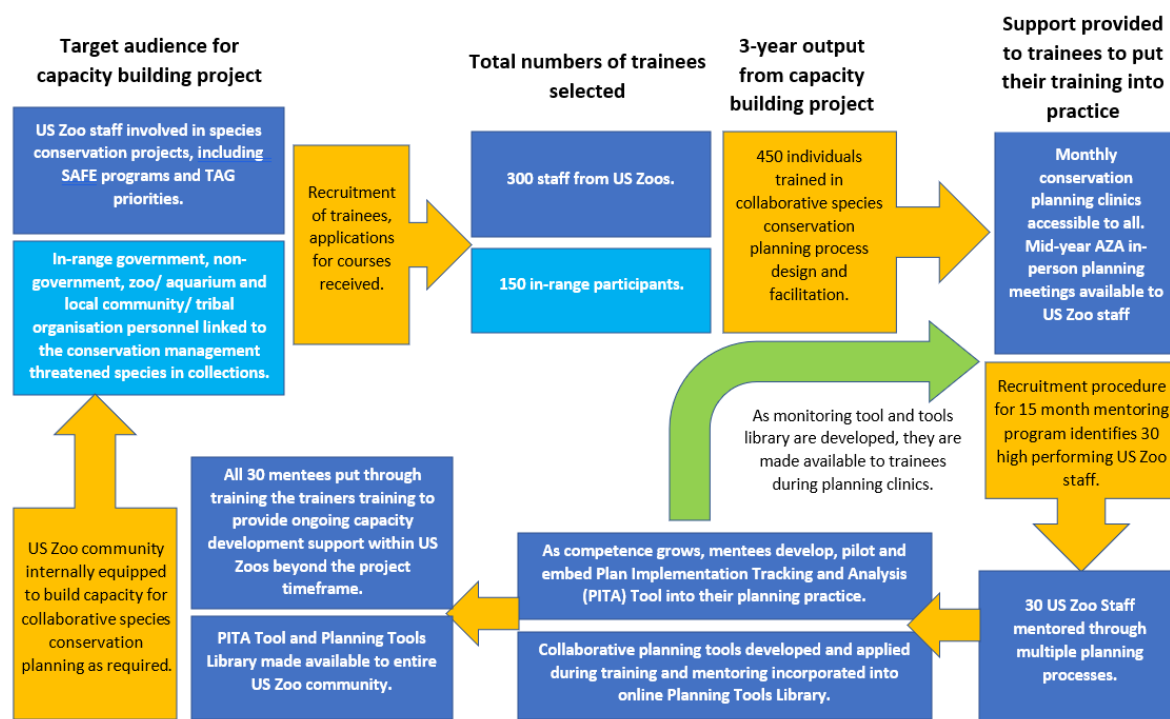 Target audience for
capacity building project
US Zoo staff involved in species
conservation projects, including
SAFE programs and TAG
priorities.
In-range government, non-
government, zoo/ aquarium and
local community/ tribal
organisation personnel linked to
the conservation management
threatened species in collections.
Recruitment
of trainees,
applications
for courses
received.
Total numbers of trainees
selected
300 staff from US Zoos.
150 in-range participants.
3-year output
from capacity
building project
450 individuals
trained in
collaborative species
conservation
planning process
design and
facilitation.
Support provided
to trainees to put
their training into
practice
Monthly
conservation
planning clinics
accessible to all.
Mid-year AZA in-
person planning
meetings available to
US Zoo staff
Recruitment procedure
for 15 month mentoring
program identifies 30
high performing US Zoo
staff.
30 US Zoo Staff
mentored through
multiple planning
processes.
As monitoring tool and tools
library are developed, they are
made available to trainees
during planning clinics.
As competence grows, mentees develop, pilot and
embed Plan Implementation Tracking and Analysis
(PITA) Tool into their planning practice.
Collaborative planning tools developed and applied
during training and mentoring incorporated into
online Planning Tools Library.
All 30 mentees put through
training the trainers training to
provide ongoing capacity
development support within US
Zoos beyond the project
timeframe.
PITA Tool and Planning Tools
Library made available to entire
US Zoo community.
US Zoo community
internally equipped
to build capacity for
collaborative species
conservation
planning as required.